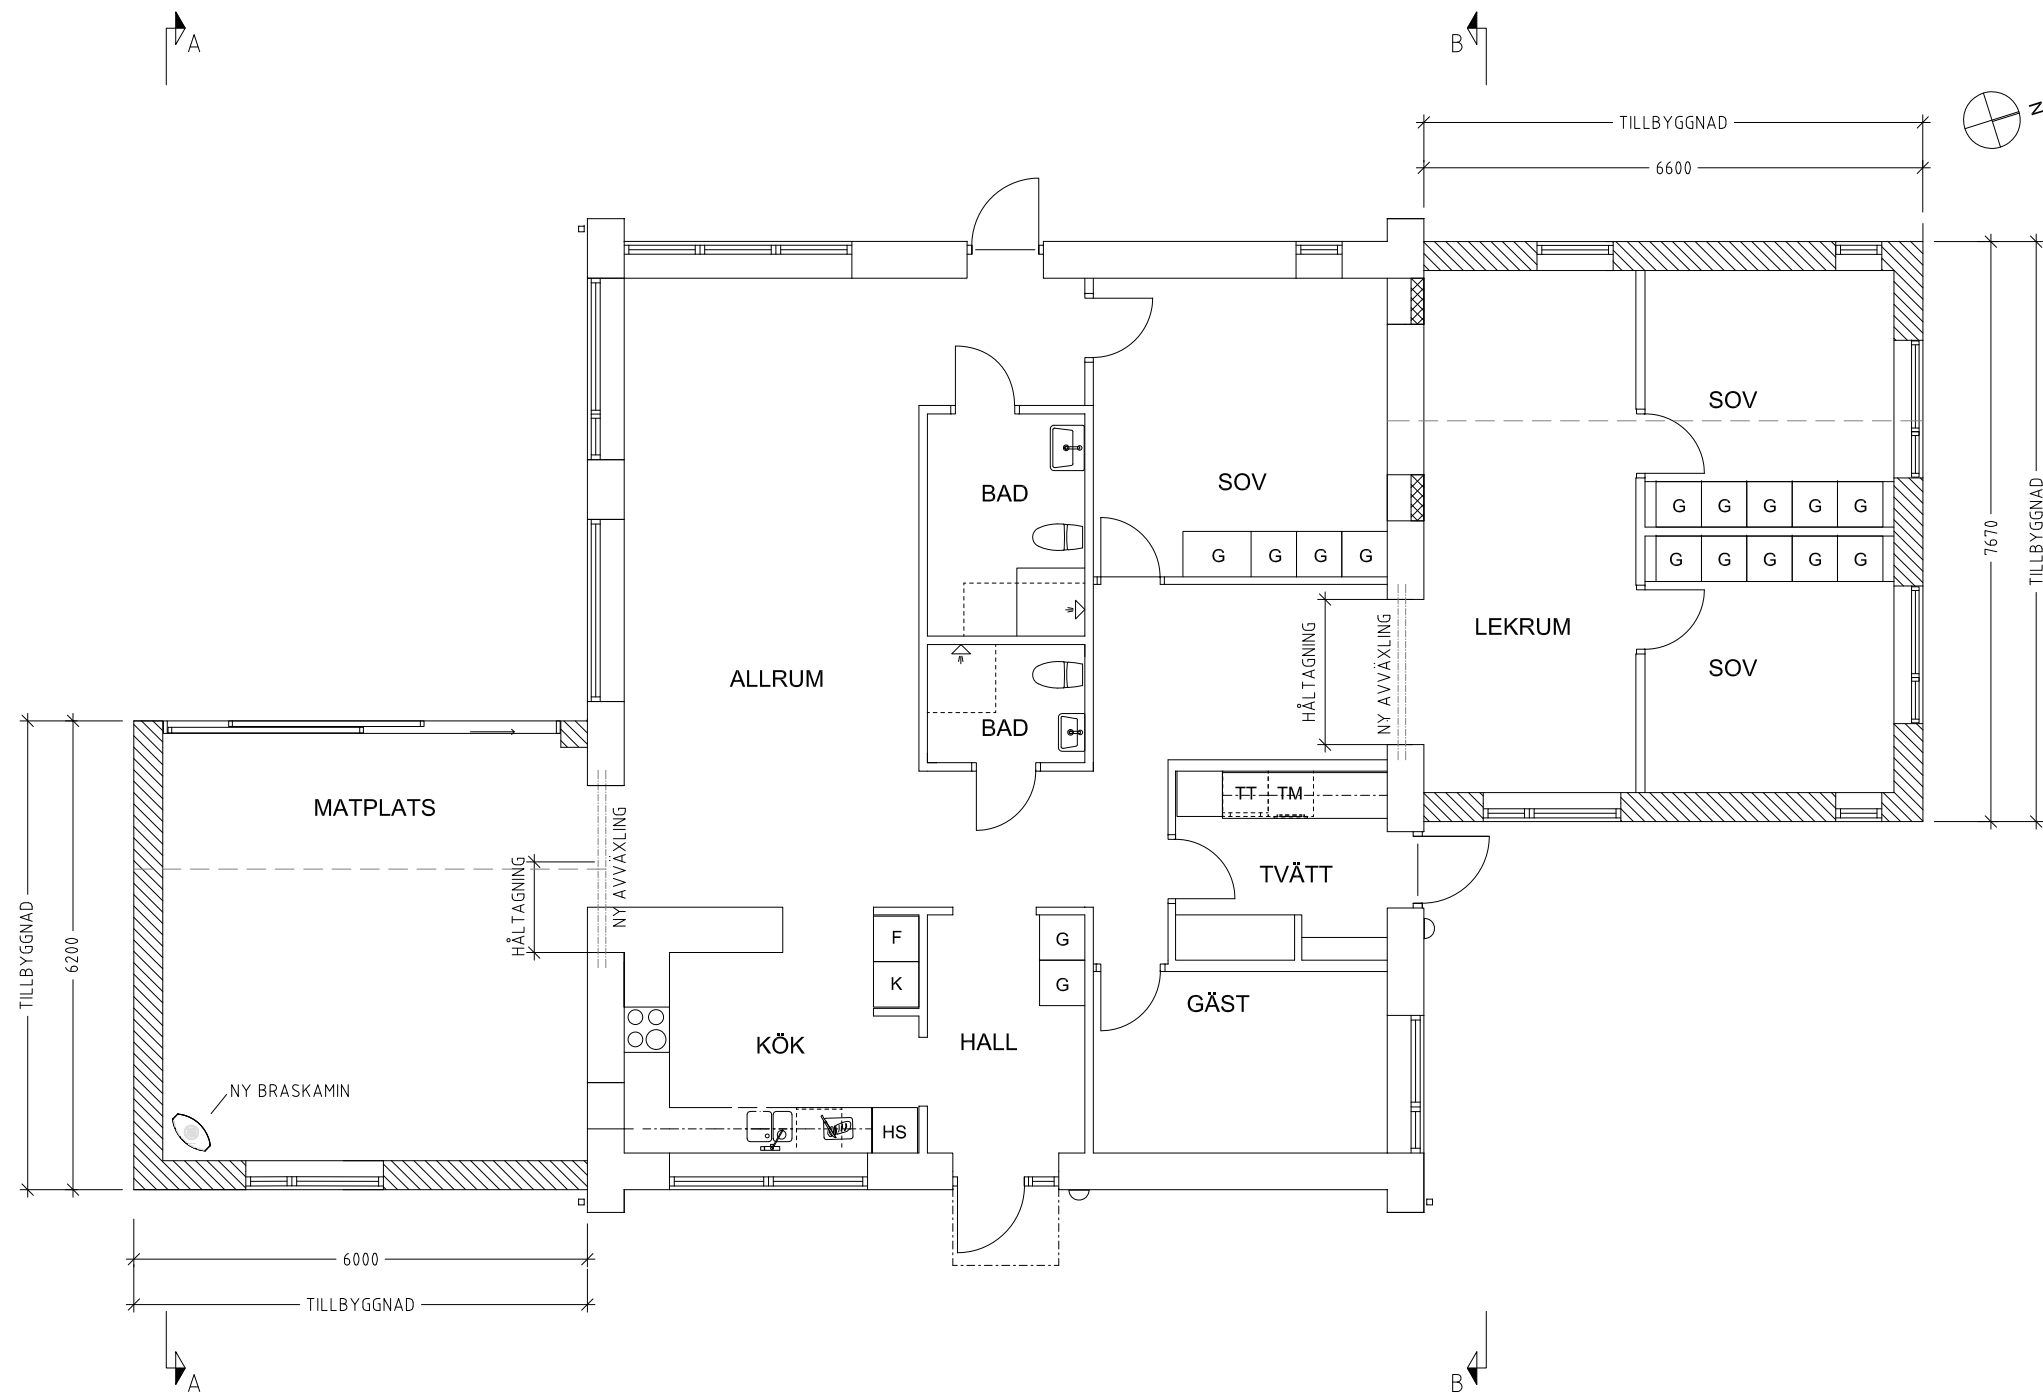 A
B
N
TILLBYGGNAD
6600
SOV
BAD
SOV
G G G G G
G G G G
G G G G G
7670
TILLBYGGNAD
LEKRUM
HÅLTAGNING
NY AVVÄXLING
ALLRUM
SOV
BAD
TT TM
MATPLATS
TVÄTT
HÅLTAGNING
NY AVVÄXLING
TILLBYGGNAD
6200
F
G
K
G
GÄST
KÖK
HALL
NY BRASKAMIN
HS
6000
TILLBYGGNAD
A
B